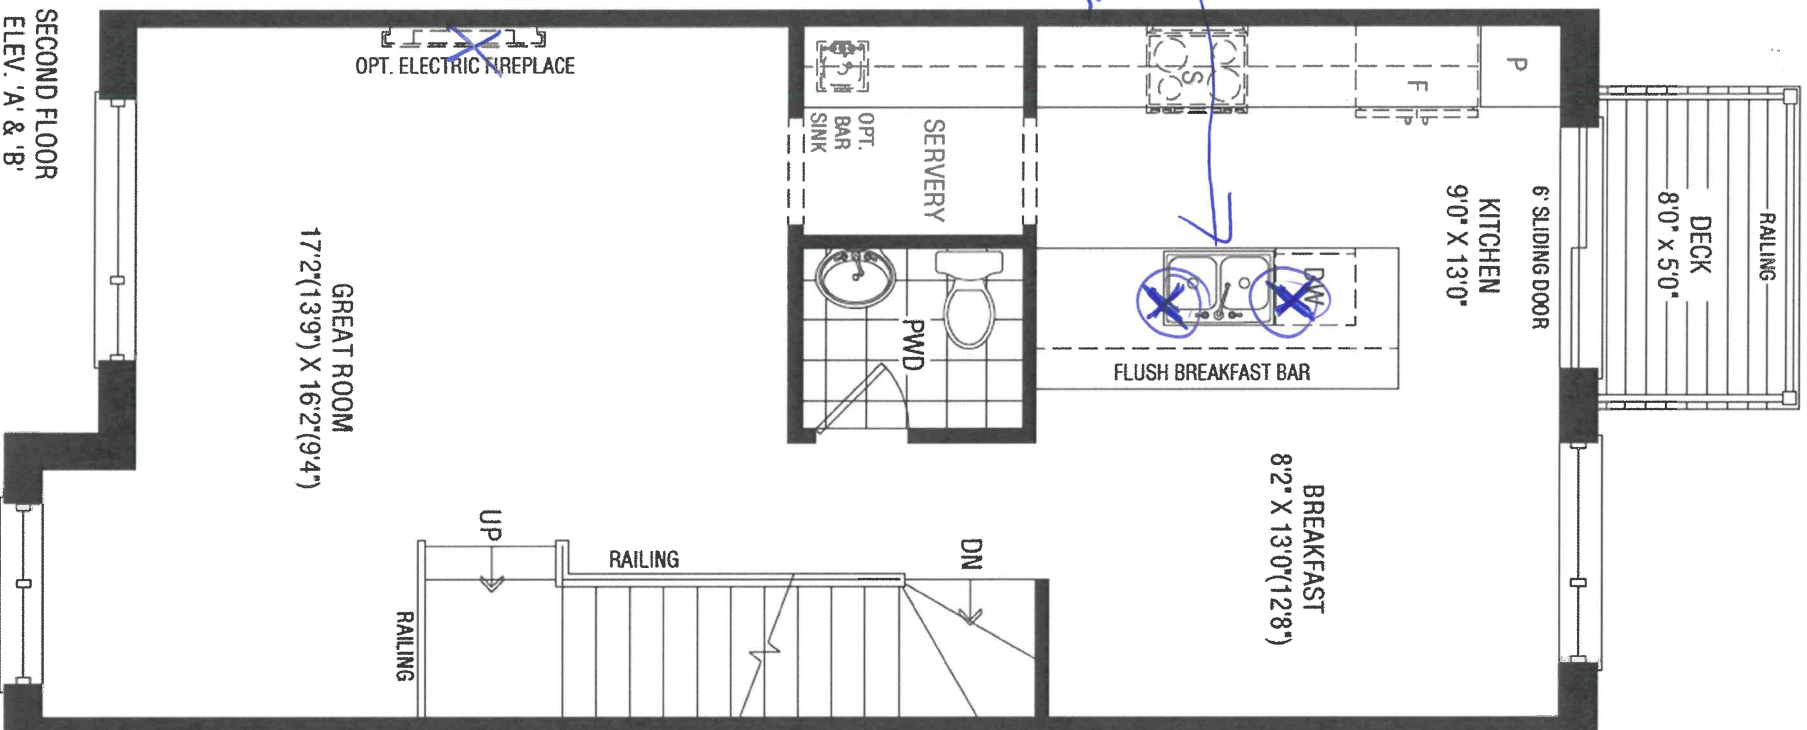 SECOND FLOOR
ELEV. 'A' & 'B'
OPT. ELECTRIC FIREPLACE
GREAT ROOM
17'2"(13'9") X 16'2"(9'4")
OPT.
BAR
SINK
SERVERY
PWD
S
F
P
DW
FLUSH BREAKFAST BAR
KITCHEN
9'0" X 13'0"
6' SLIDING DOOR
DECK
8'0" x 5'0"
RAILING
BREAKFAST
8'2" X 13'0"(12'8")
UP
RAILING
DN
RAILING